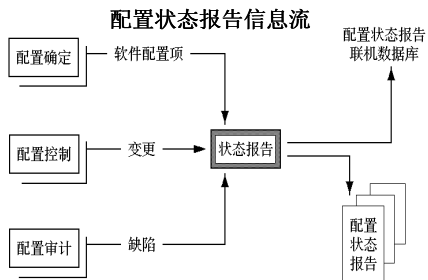 配置状态报告信息流
配置确定
软件配置项
配置状态报告
联机数据库
配置控制
变更
状态报告
配置审计
缺陷
配置
状态
报告